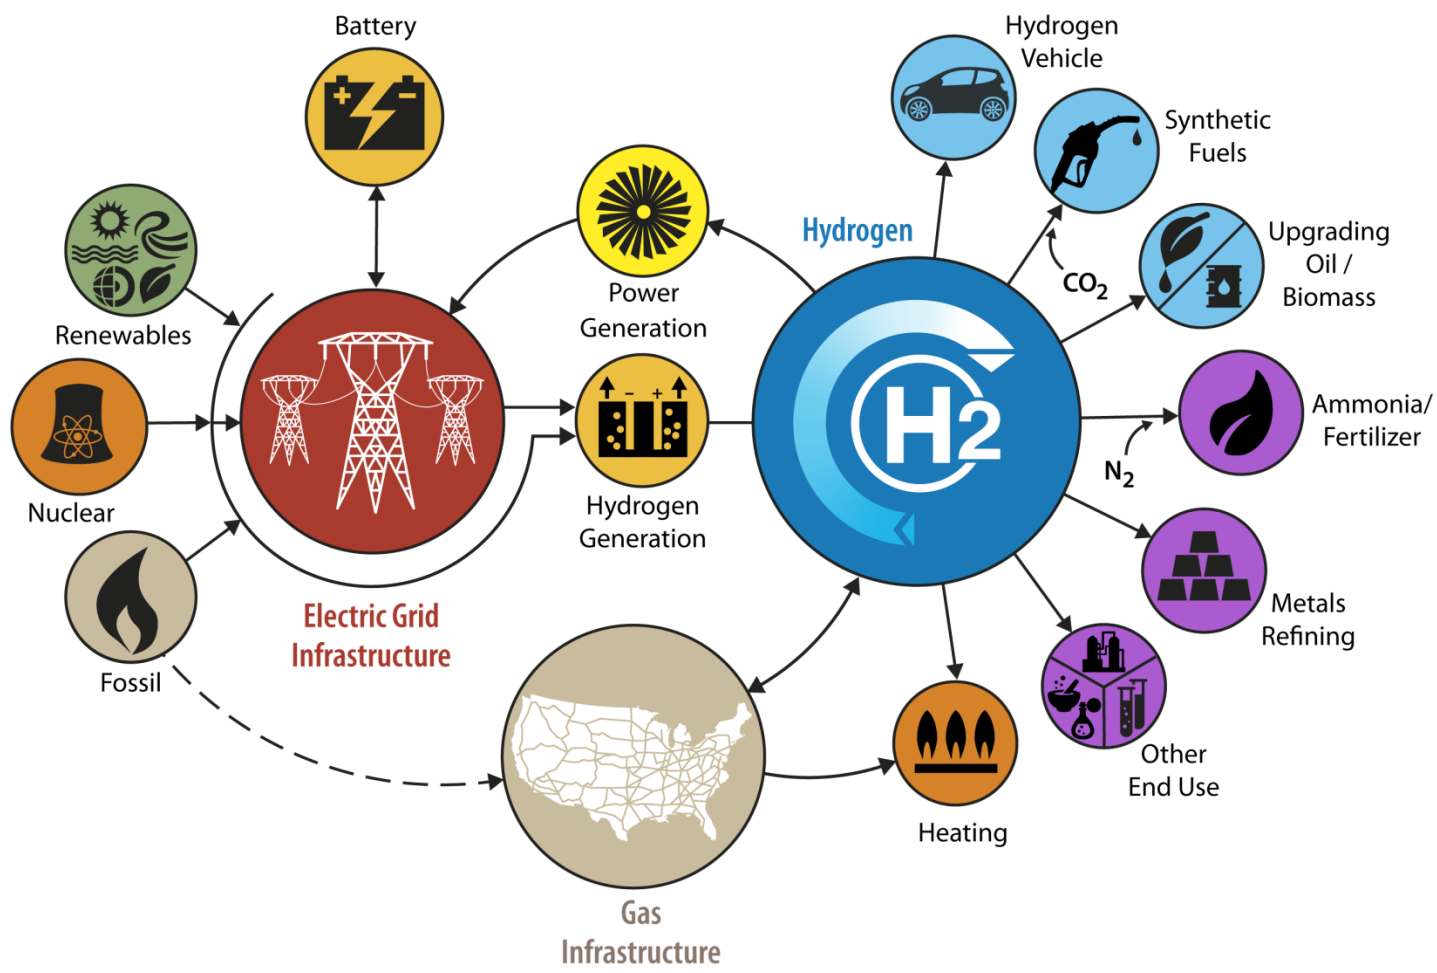 Battery
Hydrogen
Vehicle
Synthetic
Fuels
Hydrogen
CO2
Upgrading
Oil /
Biomass
Renewables
Power
Generation
+ -
H2
Ammonia/
Fertilizer
N2
Nuclear
- +
Hydrogen
Generation
Electric Grid
Infrastructure
Metals
Refining
Fossil
Other
End Use
Heating
Gas
Infrastructure